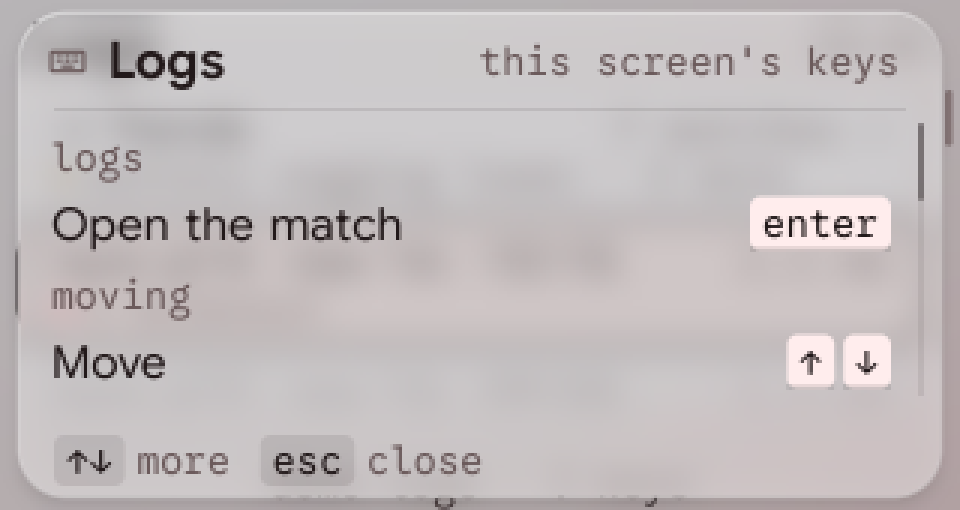 Logs this screen's keys
logs
Open the match enter
moving
Move ↑ ↓
↑↓ more esc close